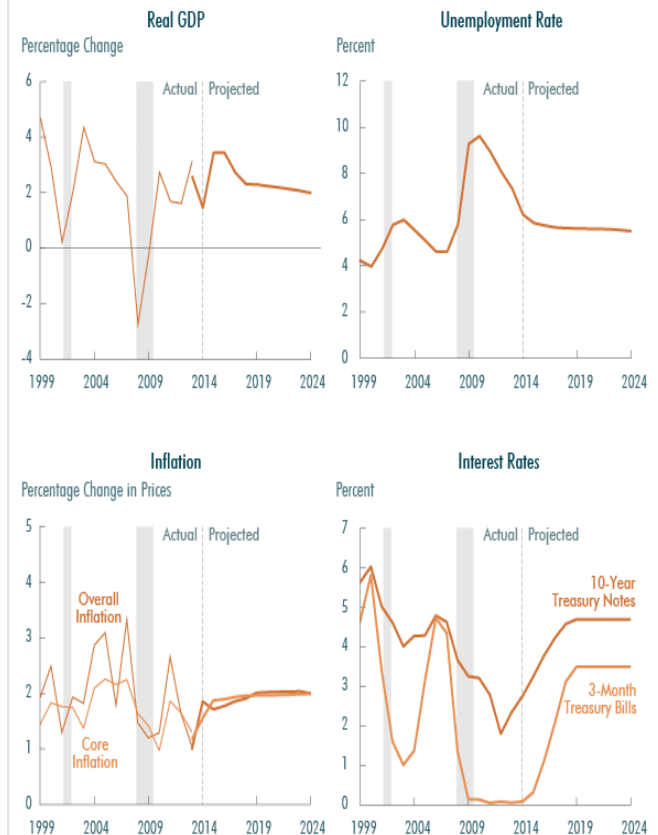 Real GDP
Percentage Change
6
4
2
0
-2
-4
Actual Projected
1999 2004 2009 2014 2019 2024
Unemployment Rate
Percent
12
10
8
6
4
2
0
Actual Projected
1999 2004 2009 2014 2019 2024
Inflation
Percentage Change in Prices
5
4
3
2
1
0
Actual Projected
Overall
Inflation
Core
Inflation
1999 2004 2009 2014 2019 2024
Interest Rates
Percent
7
6
5
4
3
2
1
0
Actual Projected
10-Year
Treasury Notes
3-Month
Treasury Bills
1999 2004 2009 2014 2019 2024